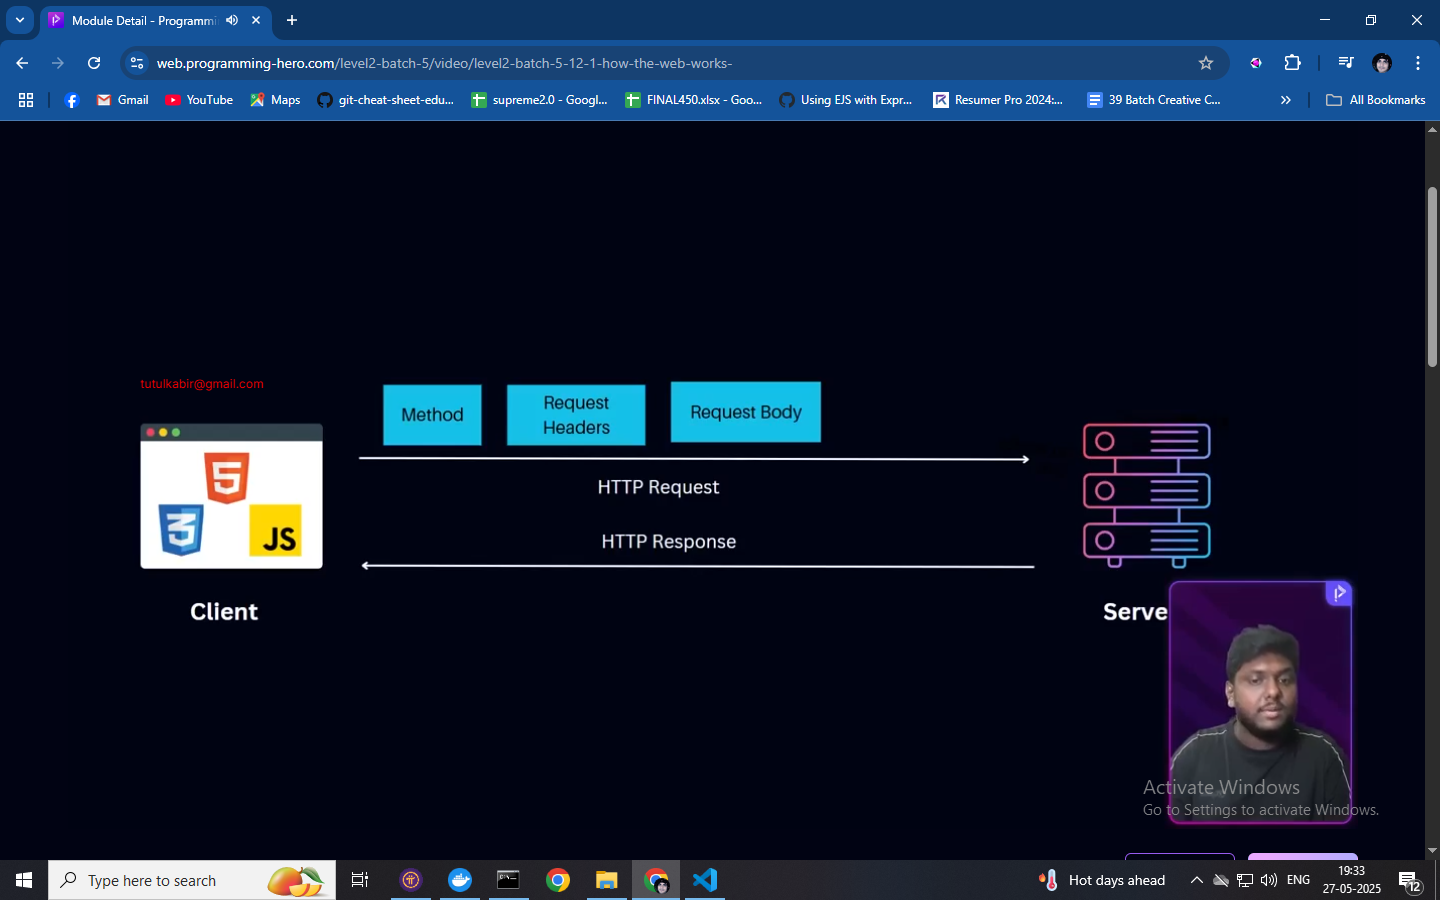 Module Detail - Programmi
web.programming-hero.com/level2-batch-5/video/level2-batch-5-12-1-how-the-web-works-
Gmail
YouTube
Maps
git-cheat-sheet-edu...
supreme2.0 - Googl...
FINAL450.xlsx - Goo...
Using EJS with Expr...
Resumer Pro 2024:...
39 Batch Creative C...
All Bookmarks
tutulkabir@gmail.com
Method
Request
Headers
Request Body
HTTP Request
HTTP Response
JS
Client
Serve
Activate Windows
Go to Settings to activate Windows.
Type here to search
Hot days ahead
ENG
19:33
27-05-2025
12